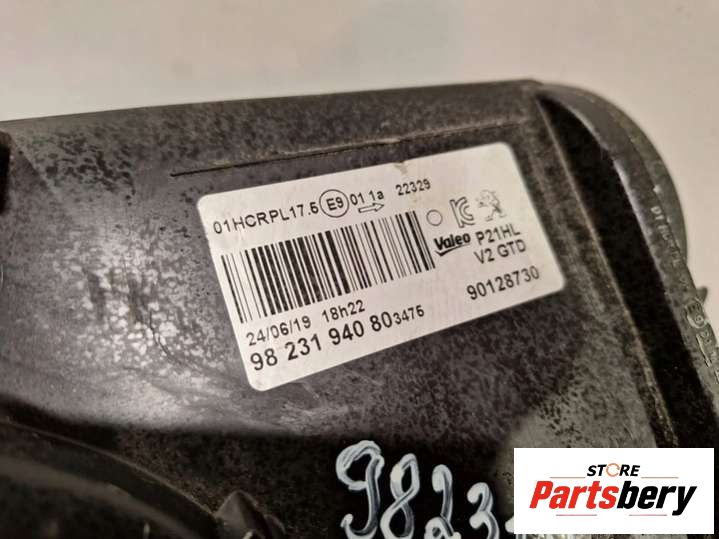 01HCRPL17.5 E9 01 1a 22329
Valeo P21HL
V2 GTD
24/06/19 18h22 90128730
98 231 940 80 3476
9823
STORE
Partsbery